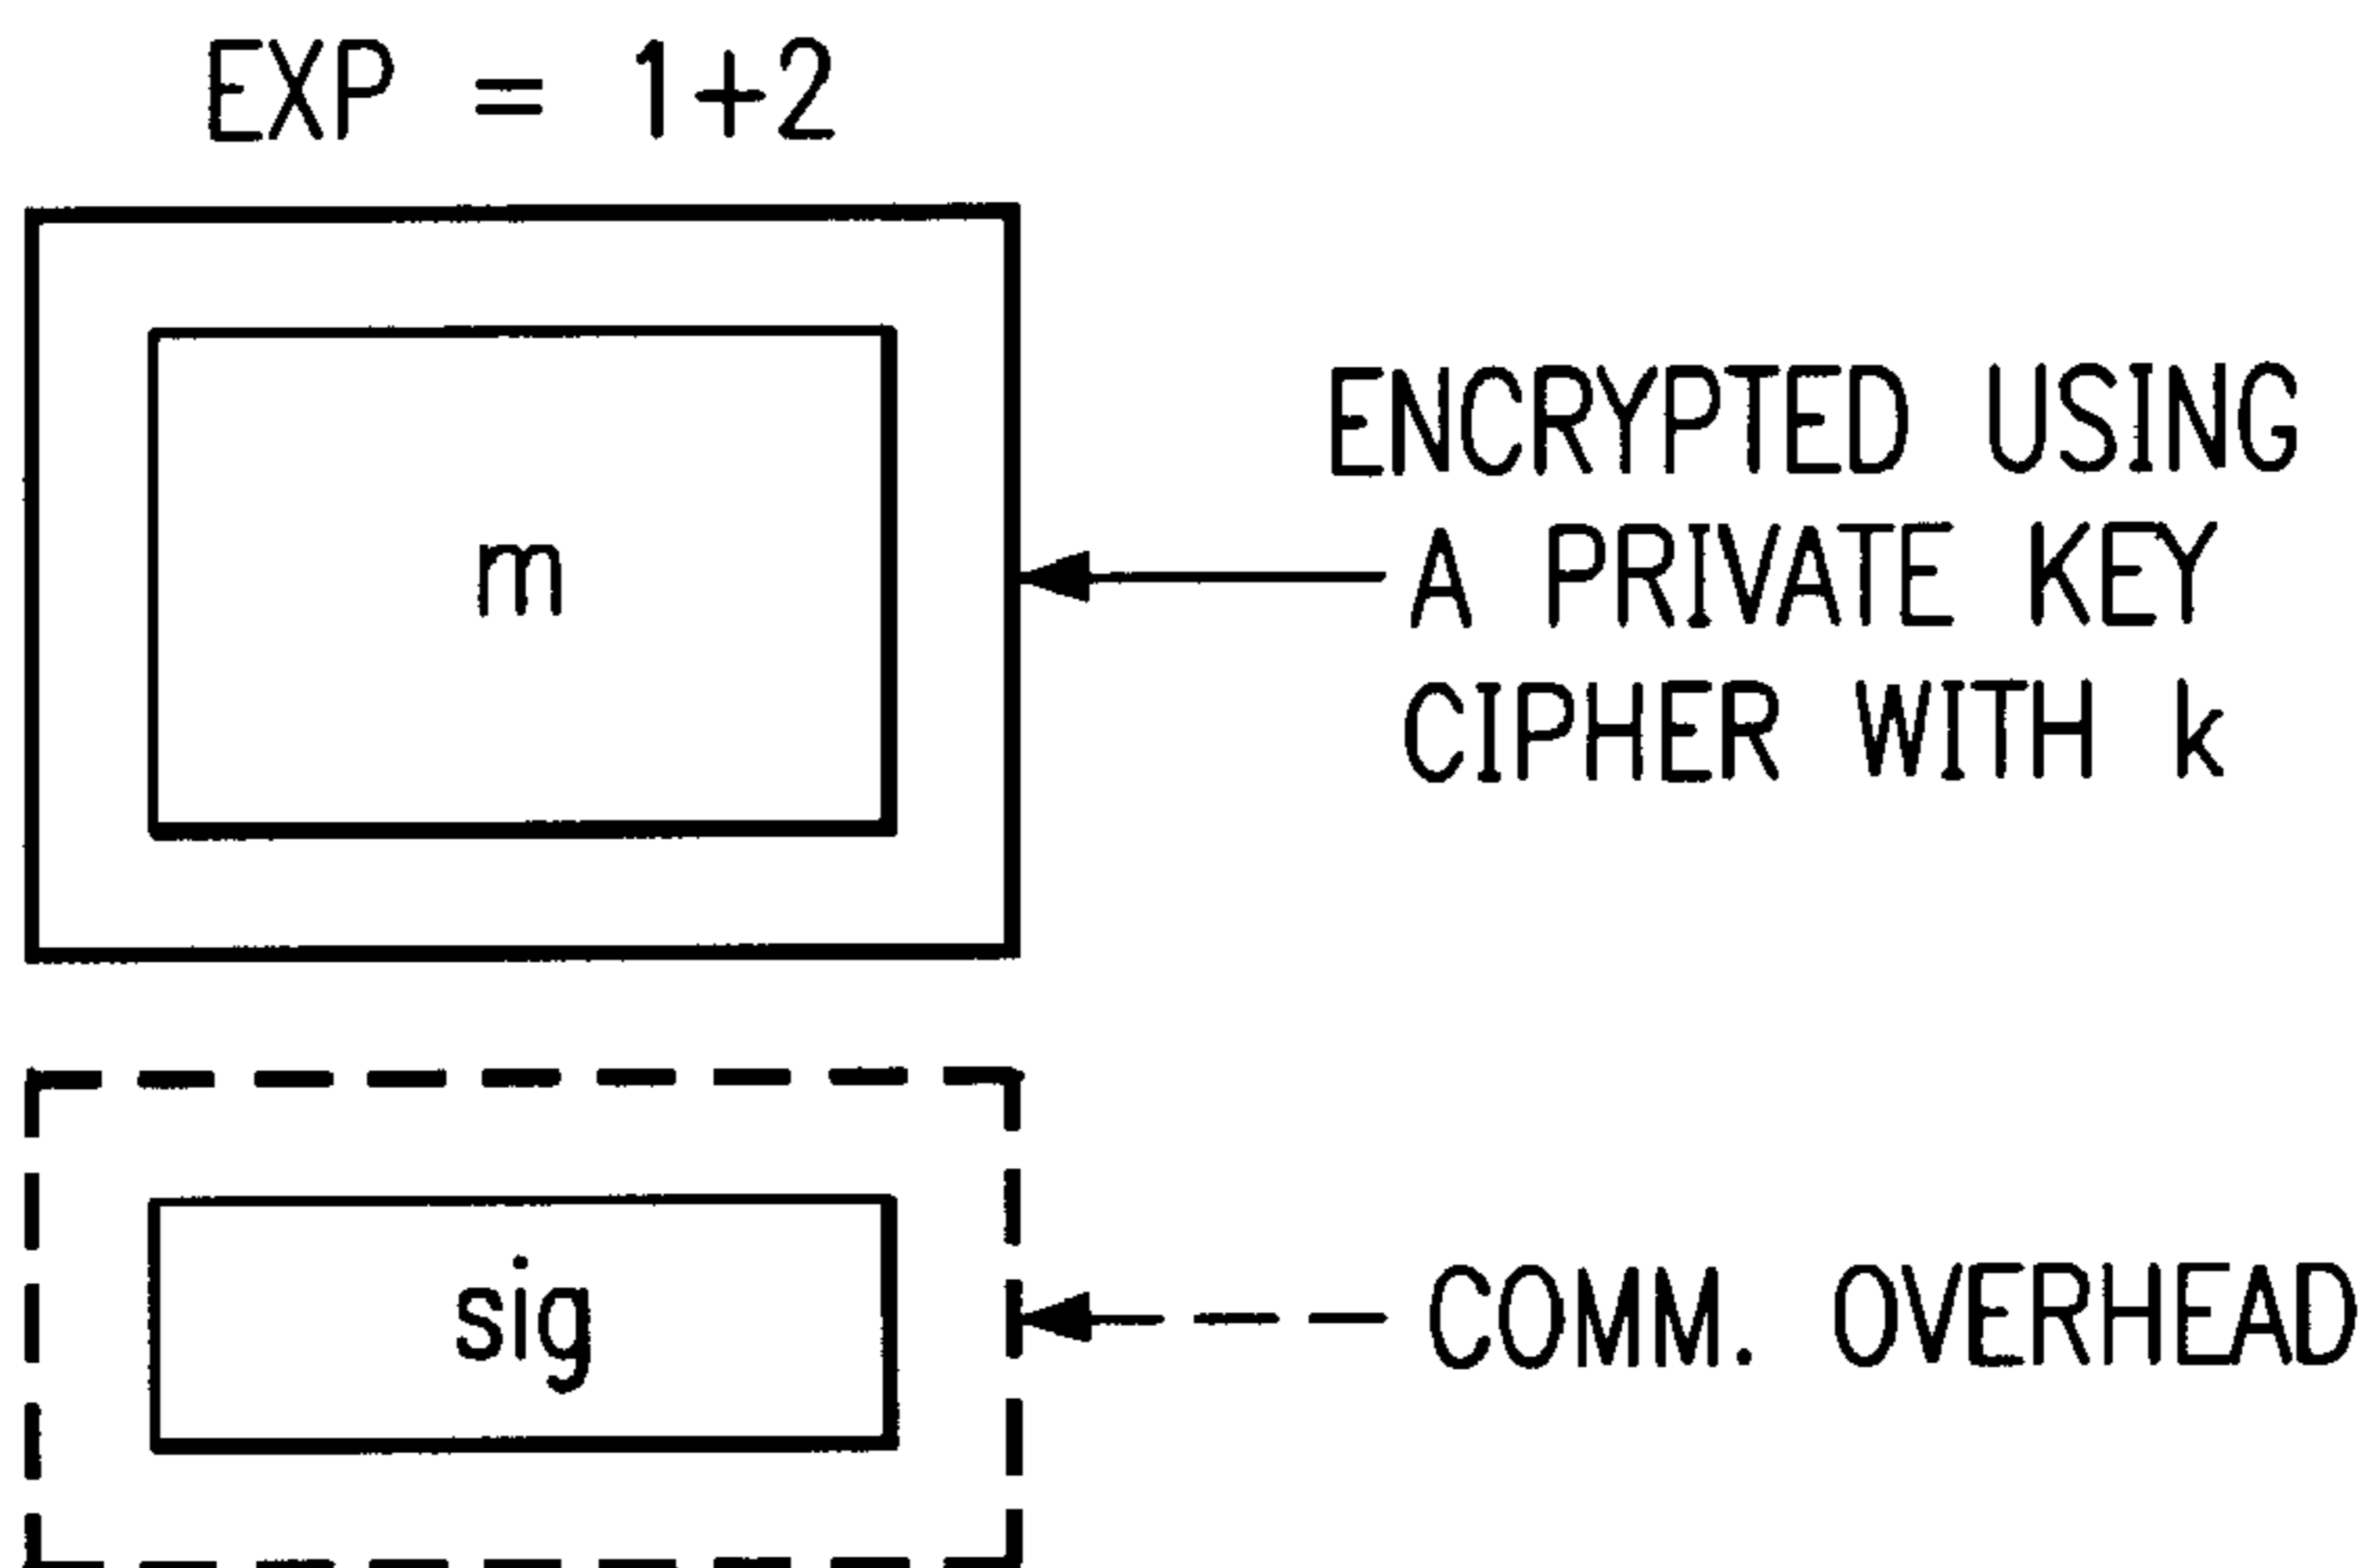 EXP = 1+2
m
ENCRYPTED USING
A PRIVATE KEY
CIPHER WITH k
sig
COMM. OVERHEAD